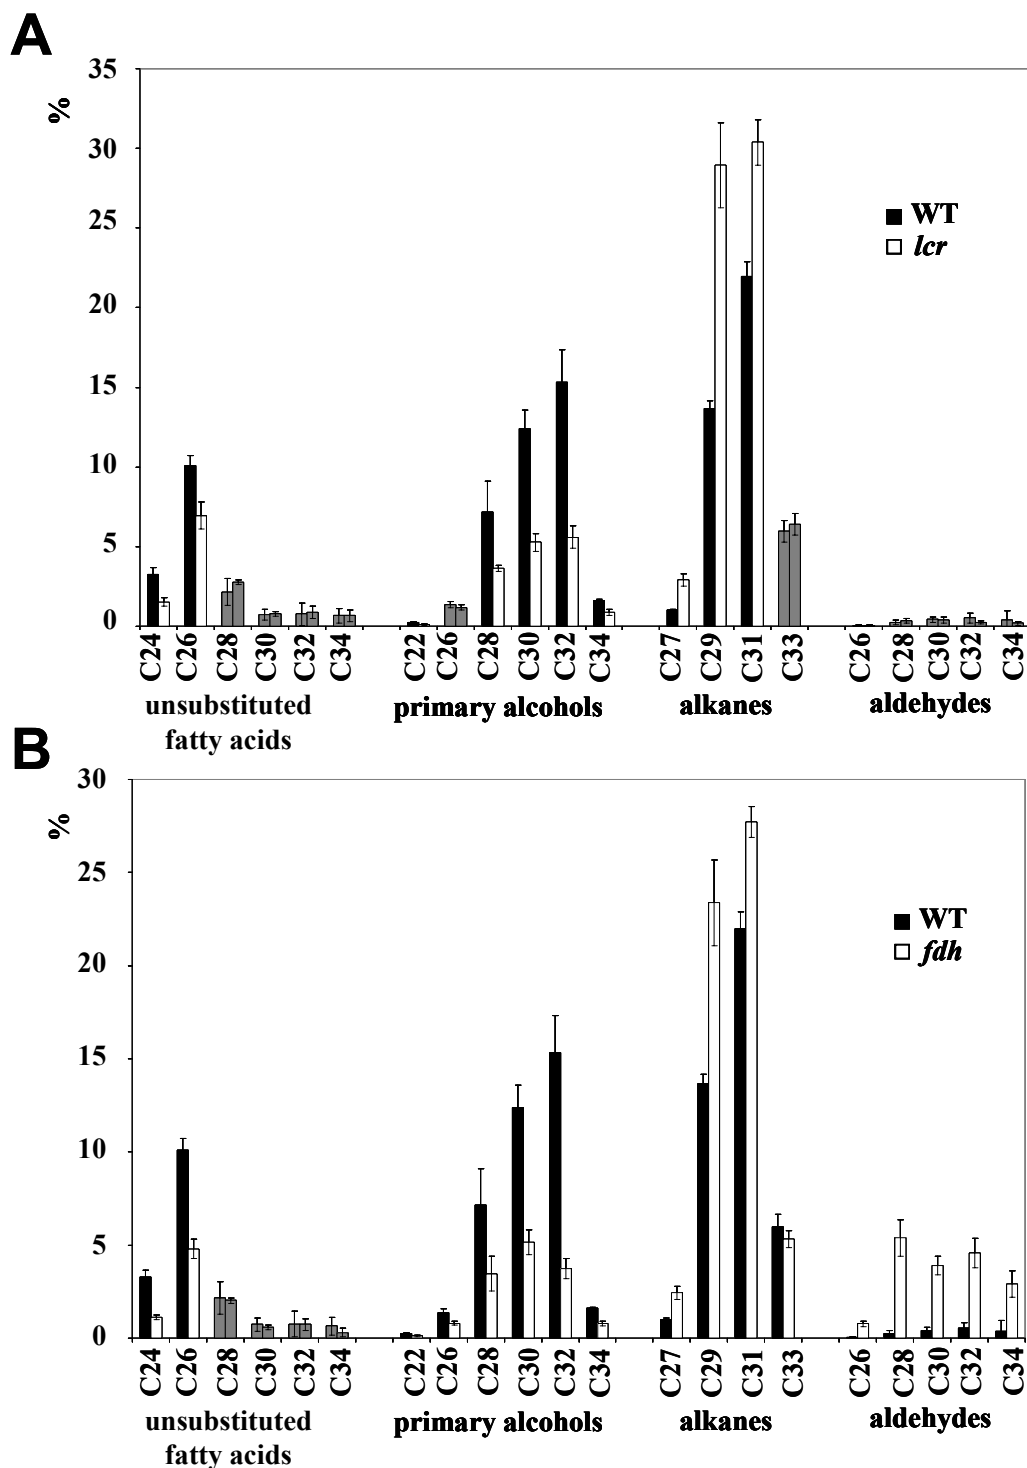 A
%
35
30
25
20
15
10
5
0
WT
lcr
C24 C26 C28 C30 C32 C34 C22 C26 C28 C30 C32 C34 C27 C29 C31 C33 C26 C28 C30 C32 C34
unsubstituted
fatty acids
primary alcohols
alkanes
aldehydes
B
%
30
25
20
15
10
5
0
WT
fdh
C24 C26 C28 C30 C32 C34 C22 C26 C28 C30 C32 C34 C27 C29 C31 C33 C26 C28 C30 C32 C34
unsubstituted
fatty acids
primary alcohols
alkanes
aldehydes